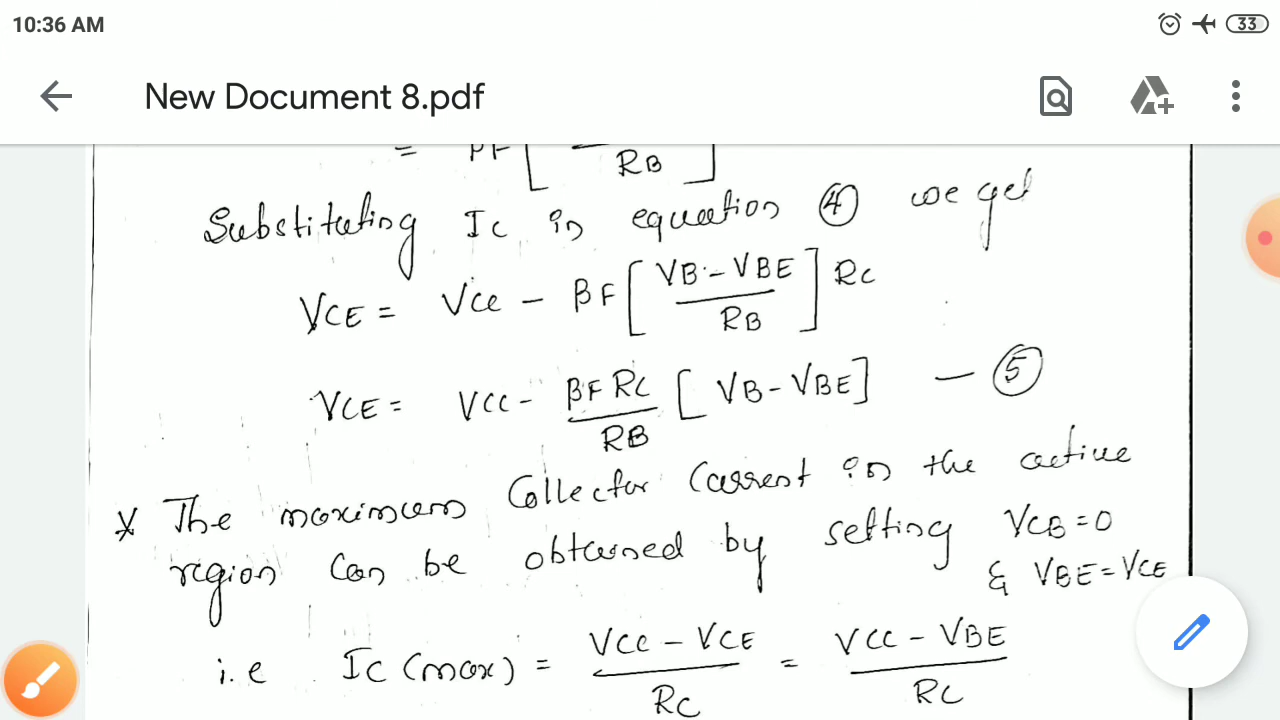 10:36 AM
33
New Document 8.pdf
= βF [ / RB ]
Substituting Ic in equation ④ we get
VCE = Vcc - βF [ VB - VBE / RB ] Rc
VCE = Vcc - βF RC / RB [ VB - VBE ] — ⑤
* The maximum Collector Current in the active
region can be obtained by setting VCB = 0
& VBE = VCE
i.e Ic (max) = Vcc - VCE / Rc = Vcc - VBE / Rc